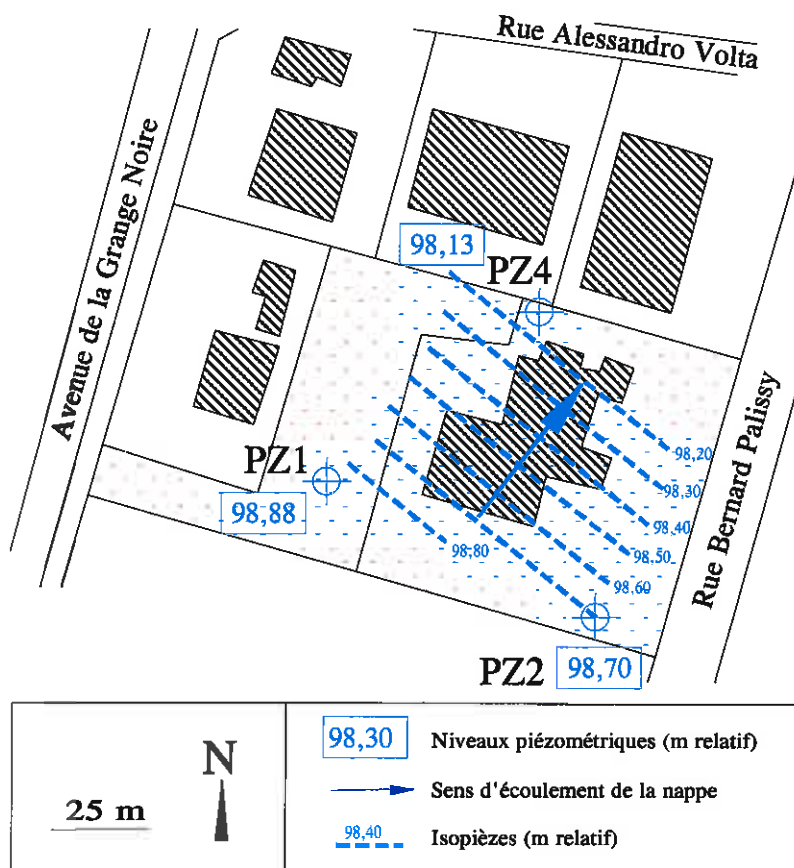 Rue Alessandro Volta
Avenue de la Grange Noire
98,13
PZ4
PZ1
98,88
98,20
98,30
98,40
98,50
98,60
98,80
Rue Bernard Palissy
PZ2
98,70
25 m
N
98,30 Niveaux piézométriques (m relatif)
Sens d'écoulement de la nappe
98,40 Isopièzes (m relatif)